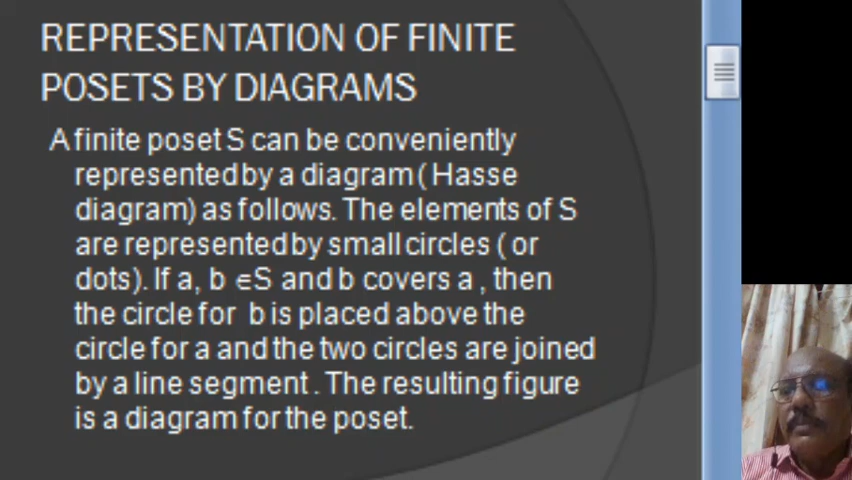 REPRESENTATION OF FINITE
POSETS BY DIAGRAMS
A finite poset S can be conveniently
represented by a diagram ( Hasse
diagram) as follows. The elements of S
are represented by small circles ( or
dots). If a, b ∈S and b covers a , then
the circle for b is placed above the
circle for a and the two circles are joined
by a line segment . The resulting figure
is a diagram for the poset.